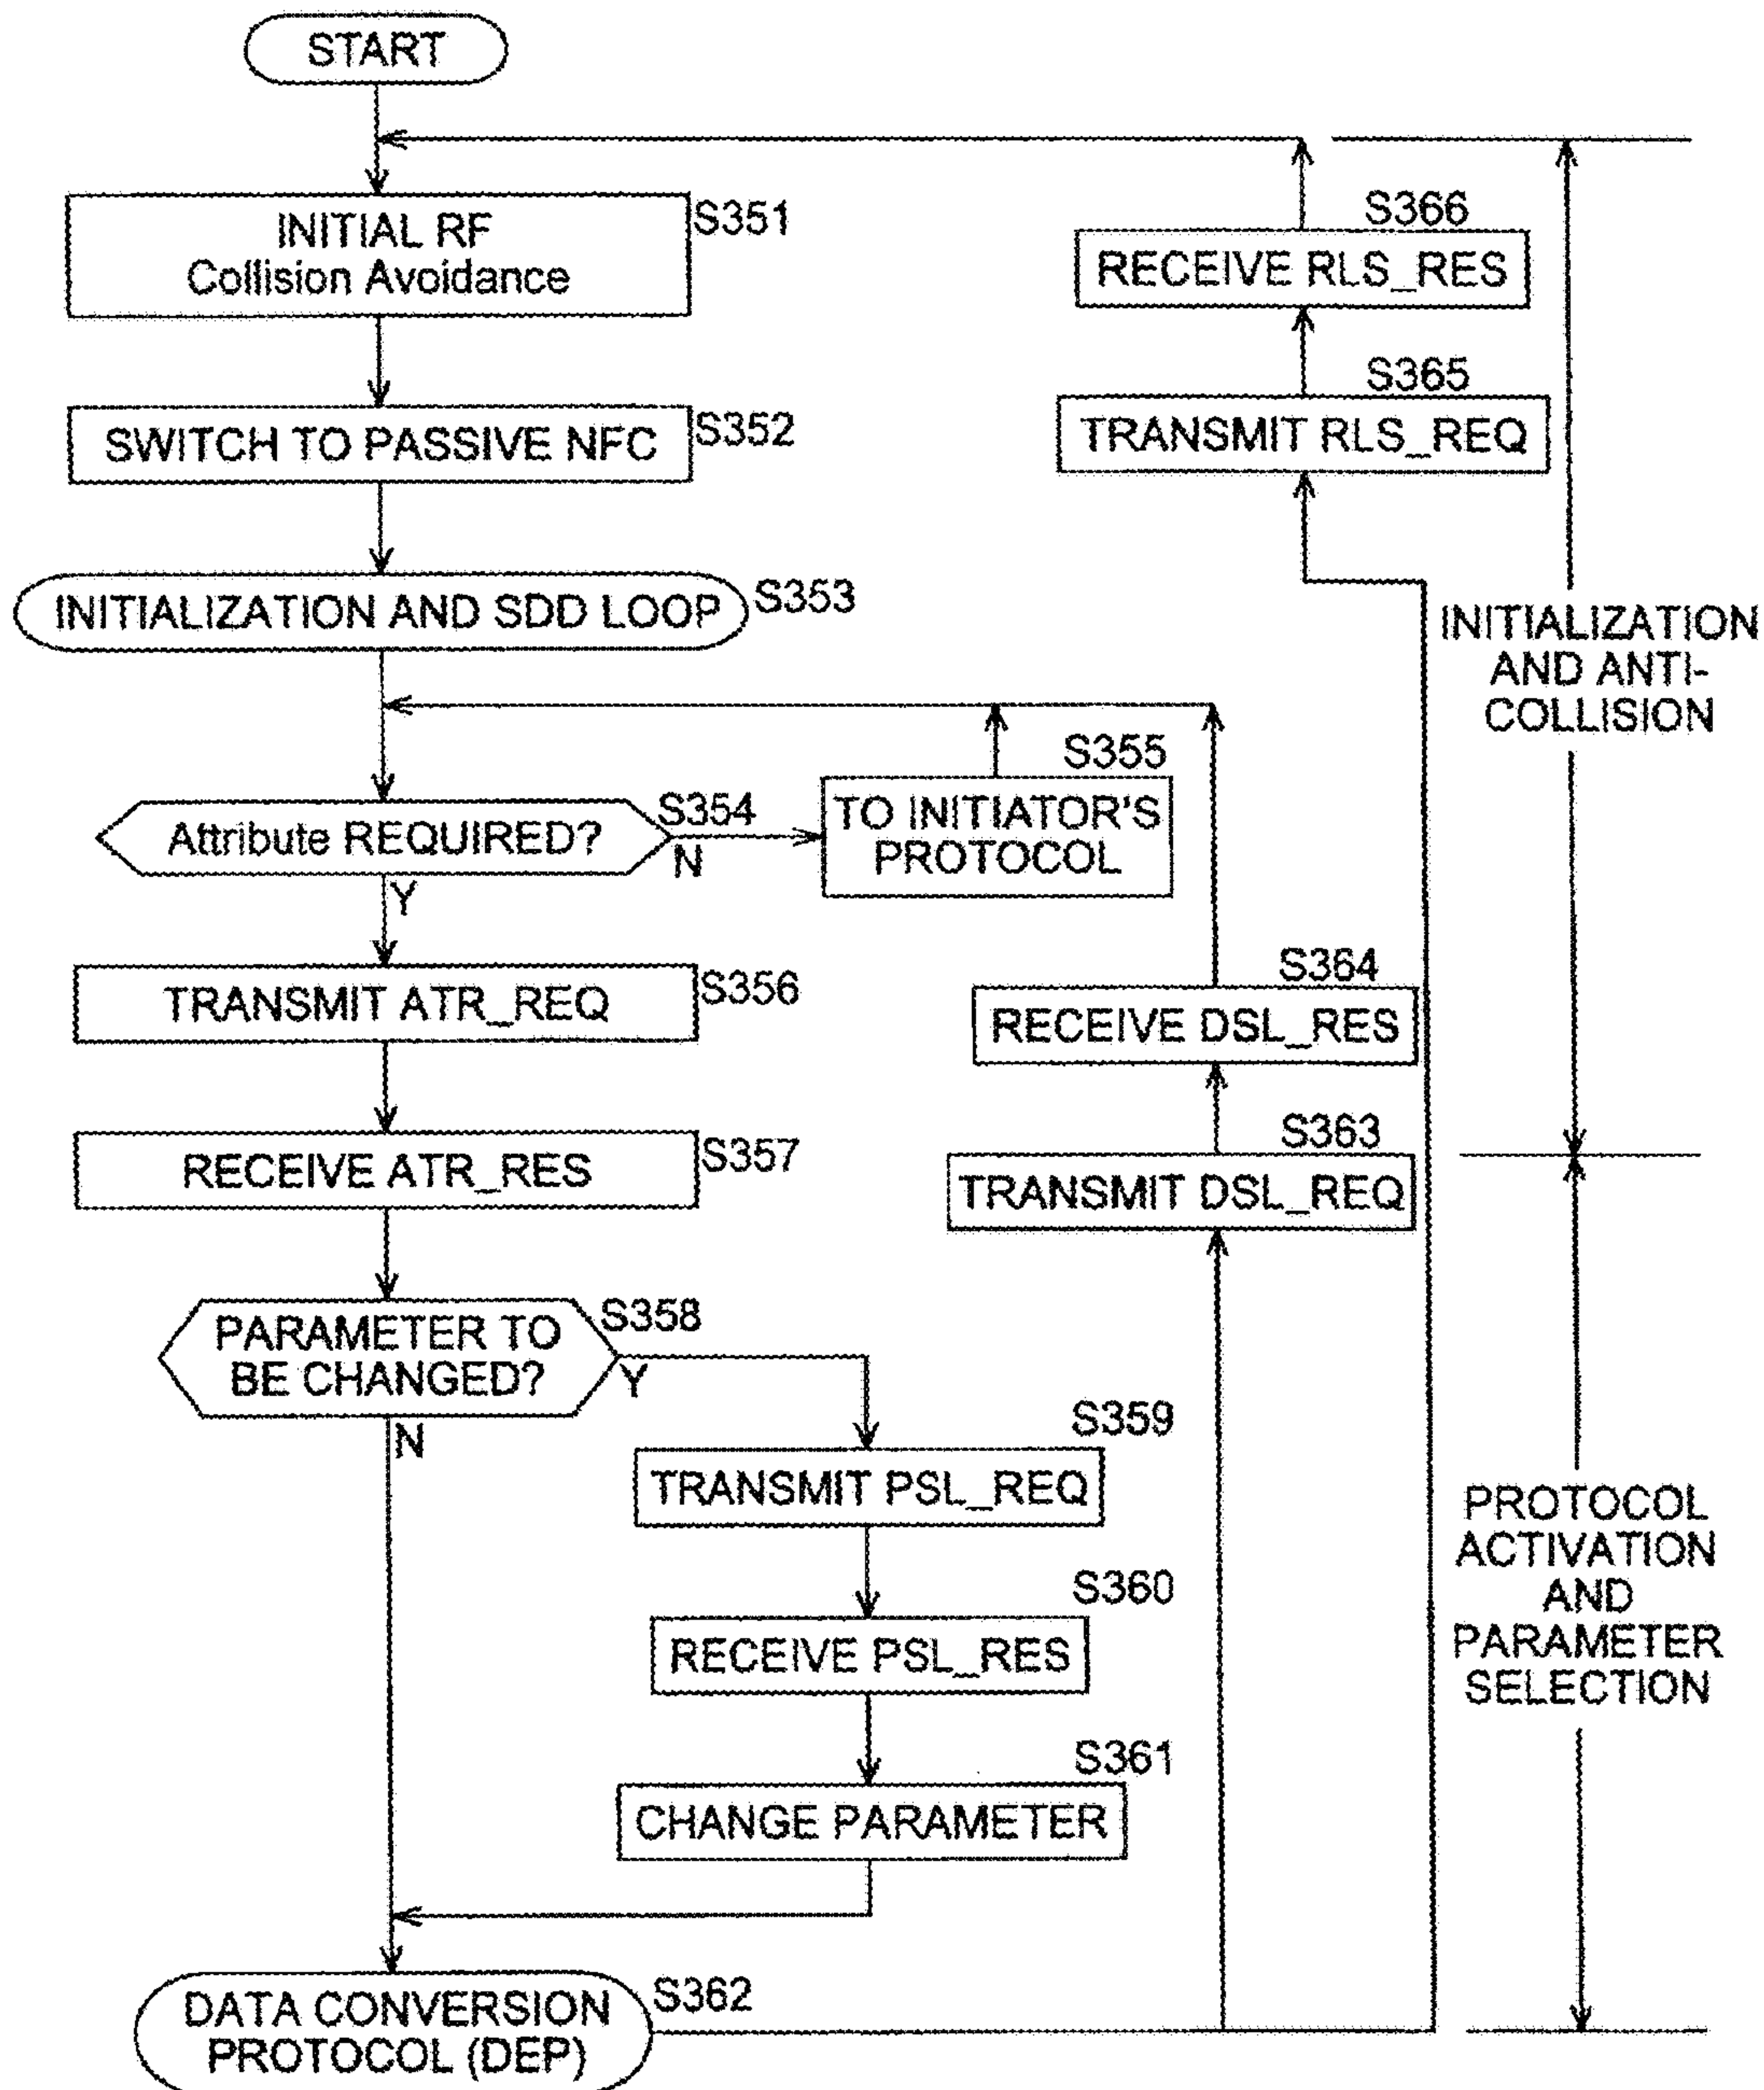 START
INITIAL RF
Collision Avoidance
S351
SWITCH TO PASSIVE NFC
S352
INITIALIZATION AND SDD LOOP
S353
Attribute REQUIRED?
S354
N
Y
TO INITIATOR'S
PROTOCOL
S355
TRANSMIT ATR_REQ
S356
RECEIVE ATR_RES
S357
PARAMETER TO
BE CHANGED?
S358
Y
N
S359
TRANSMIT PSL_REQ
S360
RECEIVE PSL_RES
S361
CHANGE PARAMETER
DATA CONVERSION
PROTOCOL (DEP)
S362
S363
TRANSMIT DSL_REQ
S364
RECEIVE DSL_RES
S365
TRANSMIT RLS_REQ
S366
RECEIVE RLS_RES
INITIALIZATION
AND ANTI-
COLLISION
PROTOCOL
ACTIVATION
AND
PARAMETER
SELECTION